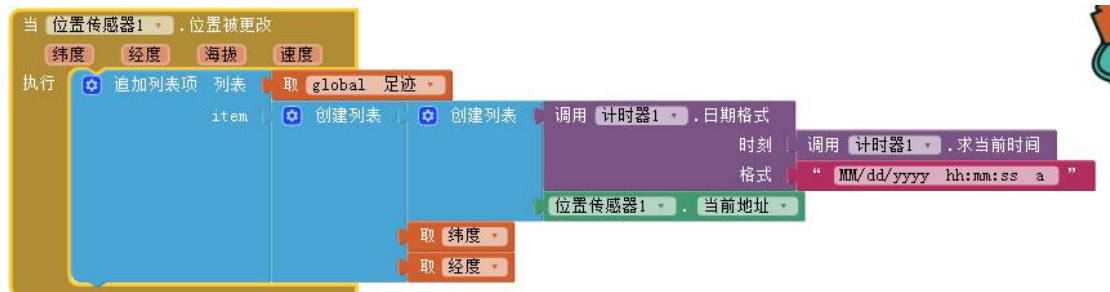 当 位置传感器1 . 位置被更改
纬度 经度 海拔 速度
执行 追加列表项 列表 取 global 足迹
item 创建列表 创建列表 调用 计时器1 . 日期格式
时刻 调用 计时器1 . 求当前时间
格式 “ MM/dd/yyyy hh:mm:ss a ”
位置传感器1 . 当前地址
取 纬度
取 经度